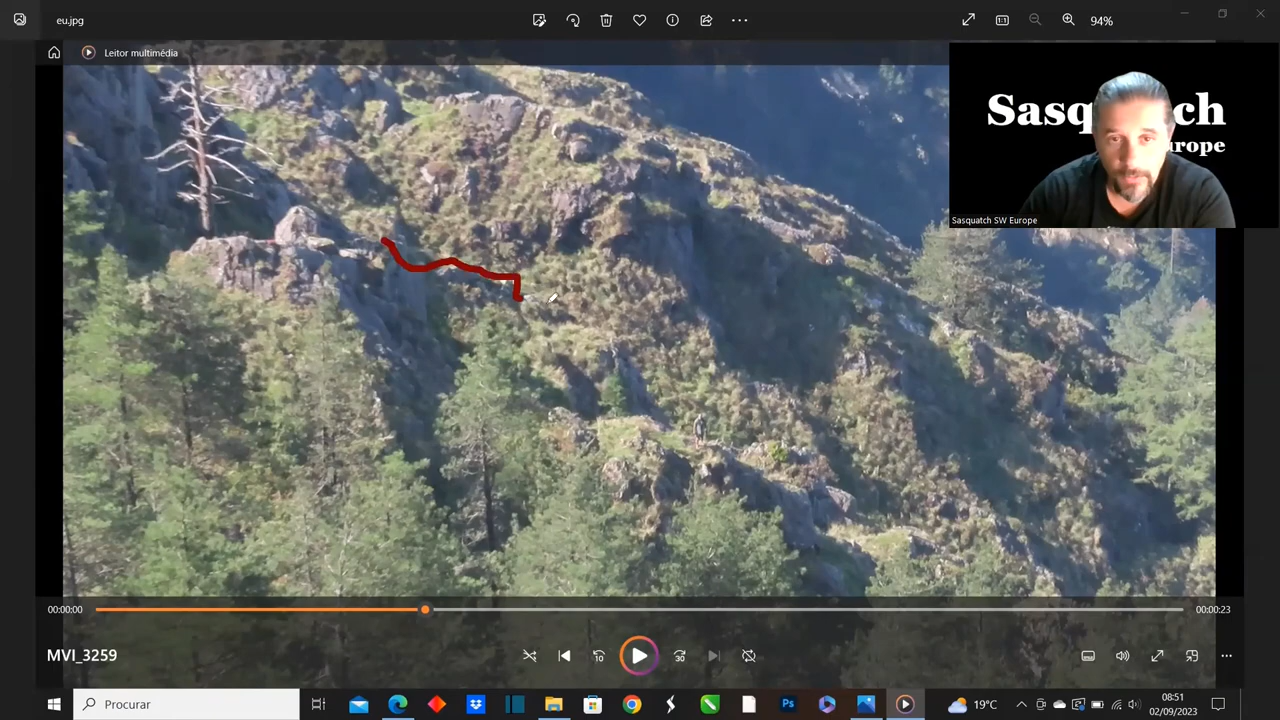 eu.jpg
94%
Leitor multimédia
Sasq ch
urope
Sasquatch SW Europe
00:00:00
00:00:23
MVI_3259
10
30
Procurar
Ps
19°C
08:51
02/09/2023